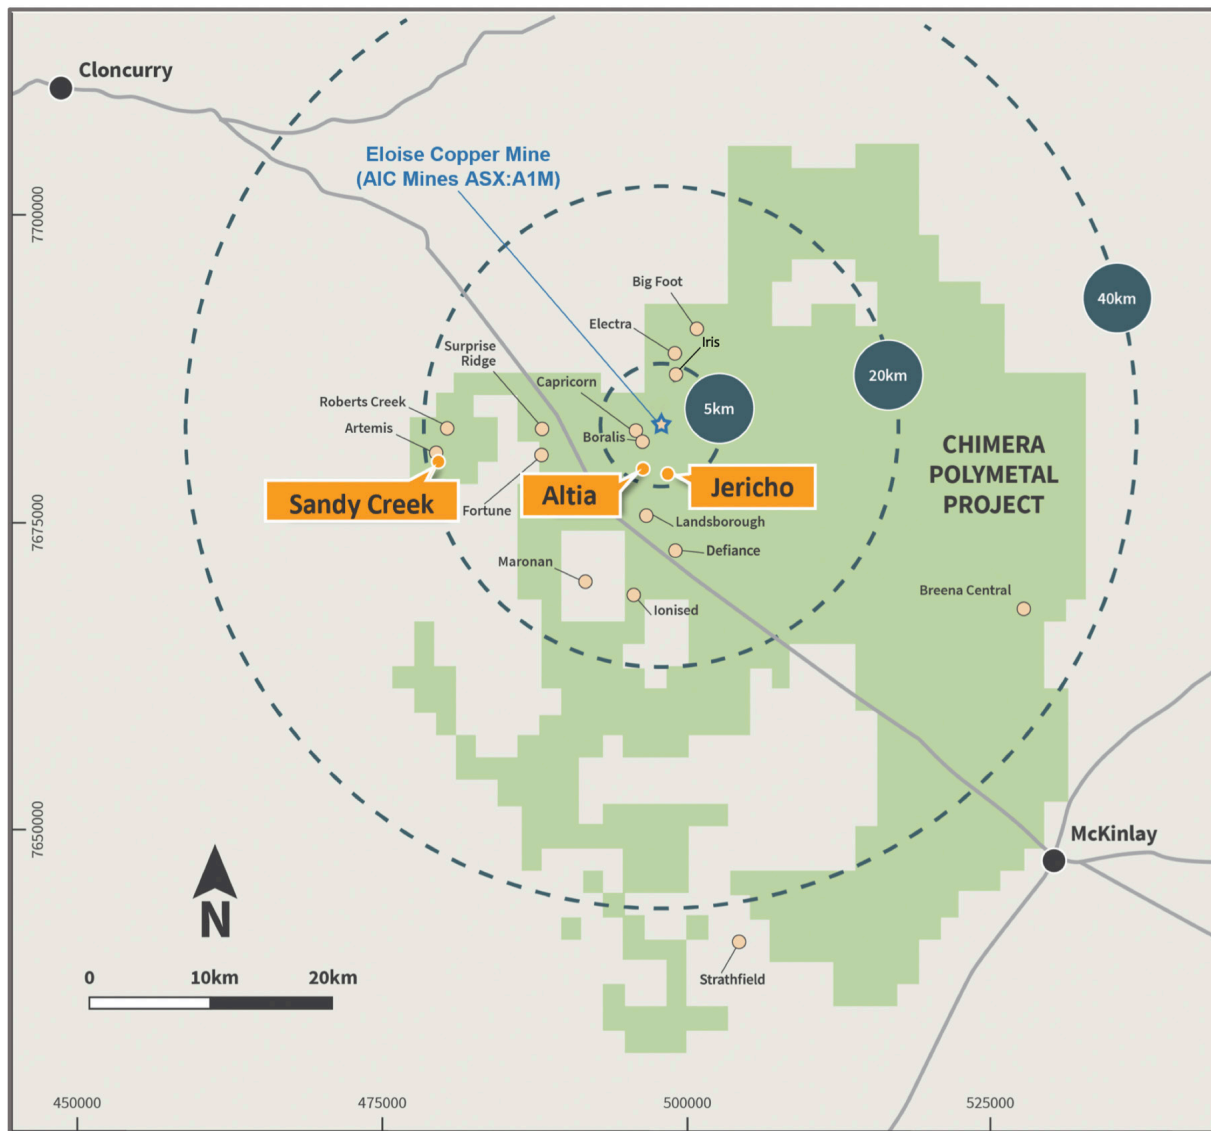 Cloncurry
Eloise Copper Mine
(AIC Mines ASX:A1M)
7700000
Big Foot
40km
Electra
Iris
Surprise
Ridge
20km
Capricorn
5km
Roberts Creek
Artemis
Boralis
CHIMERA
POLYMETAL
PROJECT
Sandy Creek
Altia
Jericho
Fortune
7675000
Landsborough
Defiance
Maronan
Breena Central
Ionised
7650000
McKinlay
N
Strathfield
0 10km 20km
450000 475000 500000 525000